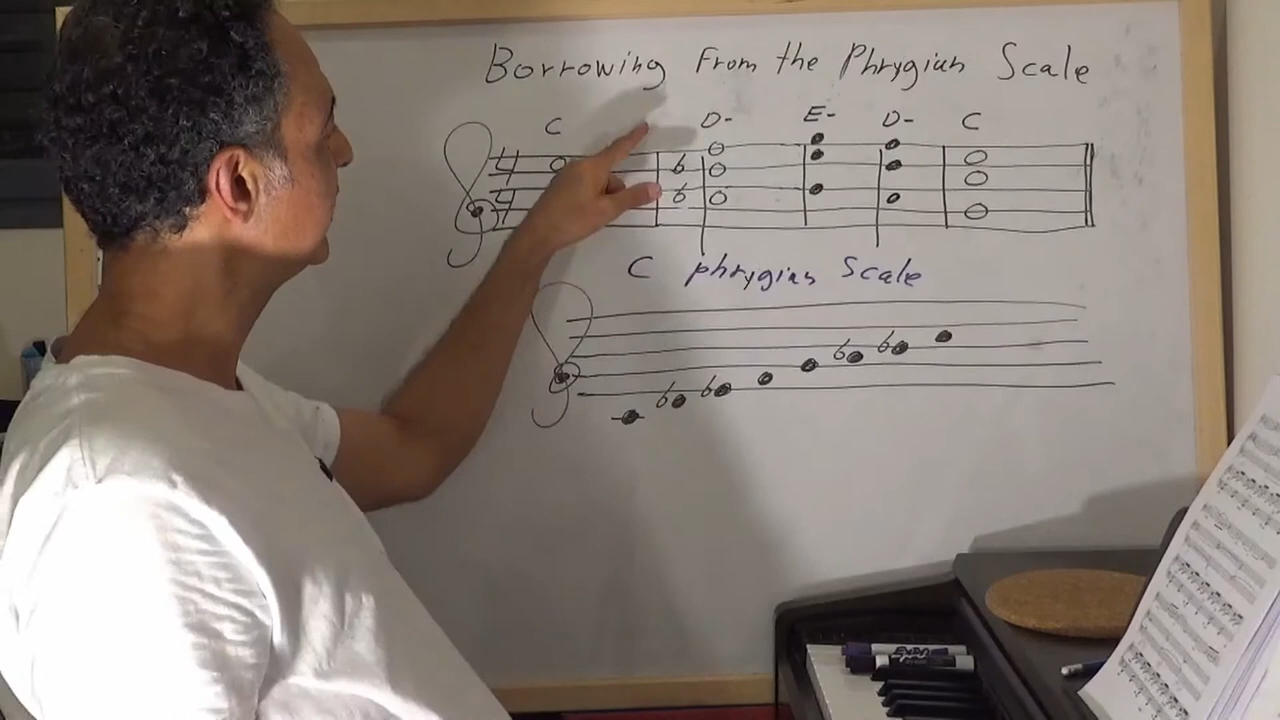 Borrowing From the Phrygian Scale
C D- E- D- C
4
4
b
b
C phrygian Scale
b b b b